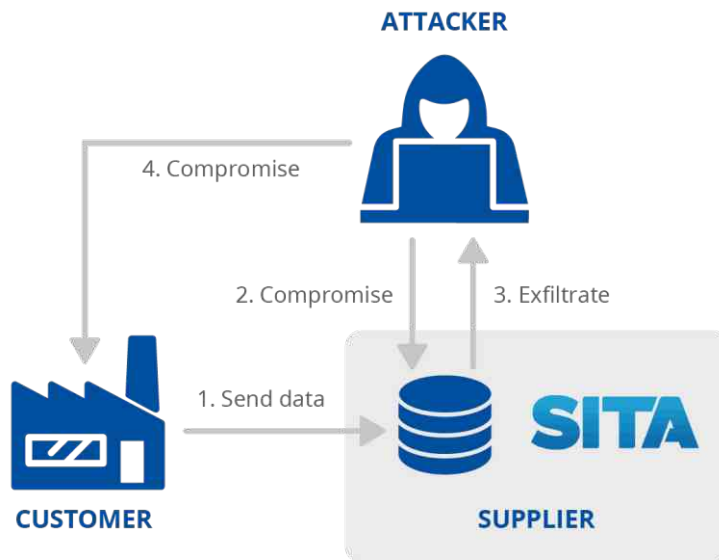 ATTACKER
4. Compromise
2. Compromise
3. Exfiltrate
1. Send data
SITA
CUSTOMER
SUPPLIER